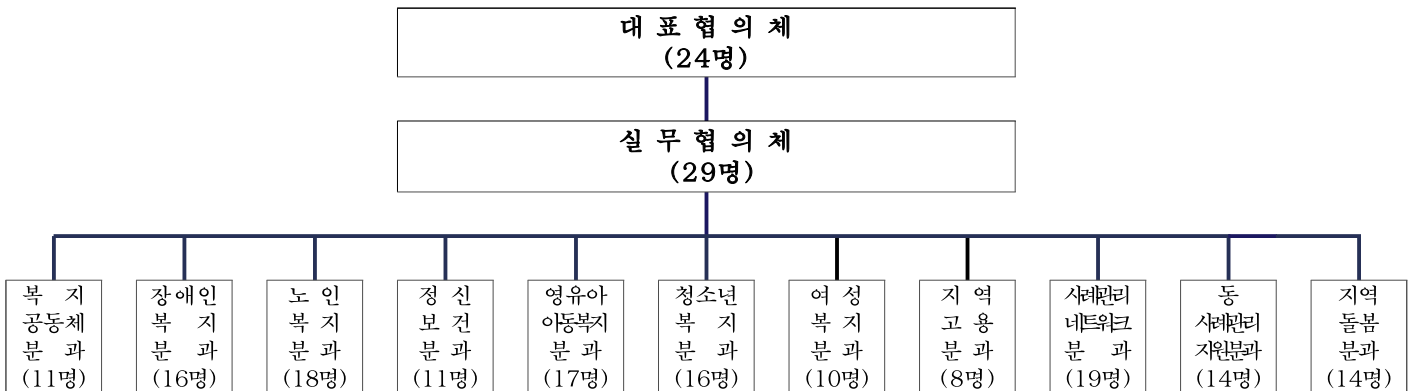 대 표 협 의 체
(24명)
실 무 협 의 체
(29명)
복 지
공동체
분 과
(11명)
장애인
복 지
분 과
(16명)
노 인
복 지
분 과
(18명)
정 신
보 건
분 과
(11명)
영유아
아동복지
분 과
(17명)
청소년
복 지
분 과
(16명)
여 성
복 지
분 과
(10명)
지 역
고 용
분 과
(8명)
사례관리
네트워크
분 과
(19명)
동
사례관리
지원분과
(14명)
지역
돌봄
분과
(14명)